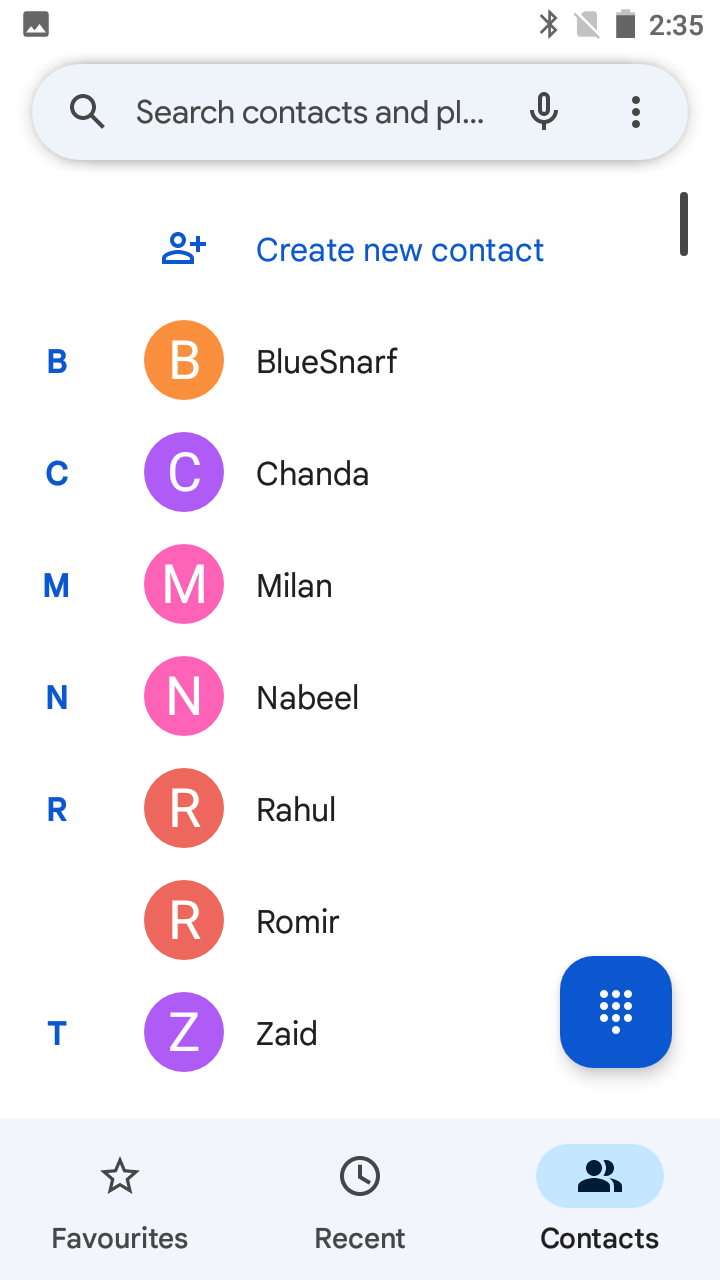 2:35
Search contacts and pl...
Create new contact
B B BlueSnarf
C C Chanda
M M Milan
N N Nabeel
R R Rahul
R Romir
T Z Zaid
Favourites Recent Contacts